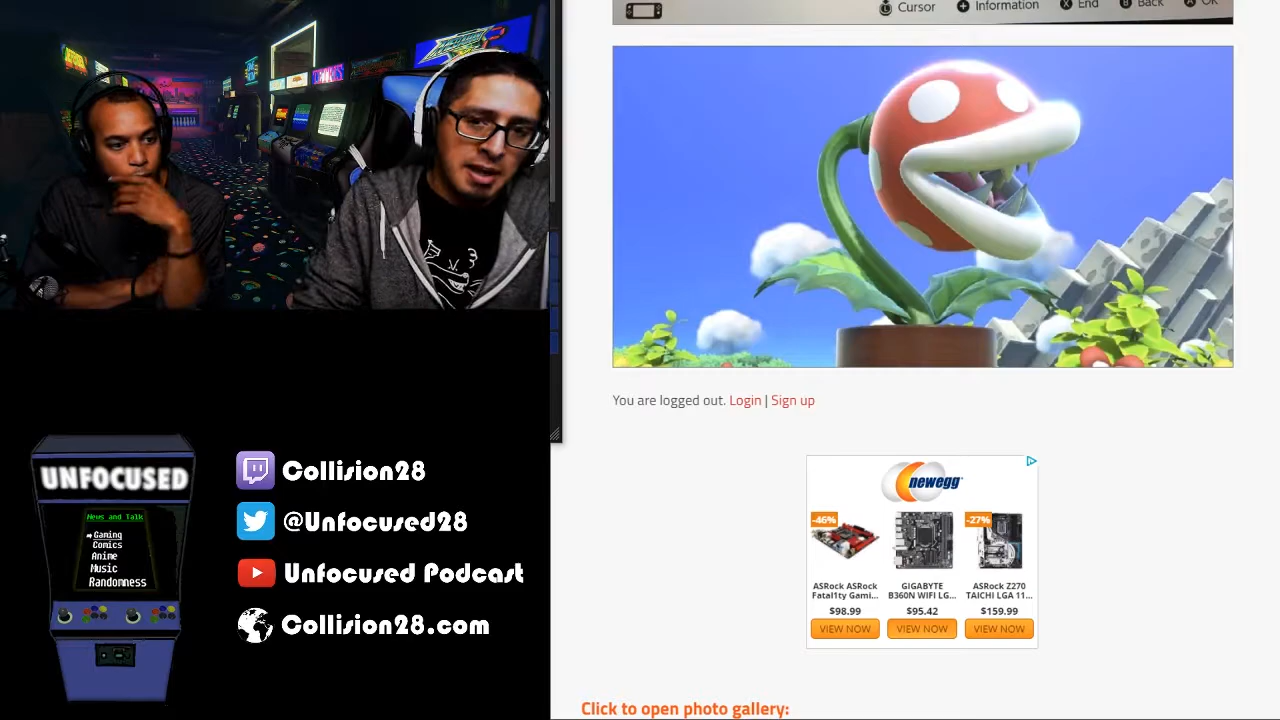 Cursor
Information
End
Back
OK
TETRIS
You are logged out. Login | Sign up
UNFOCUSED
News and Talk
Gaming
Comics
Anime
Music
Randomness
Collision28
@Unfocused28
Unfocused Podcast
Collision28.com
newegg
-46%
-27%
ASRock ASRock
Fatal1ty Gami...
$98.99
VIEW NOW
GIGABYTE
B360N WIFI LG...
$95.42
VIEW NOW
ASRock Z270
TAICHI LGA 11...
$159.99
VIEW NOW
Click to open photo gallery: